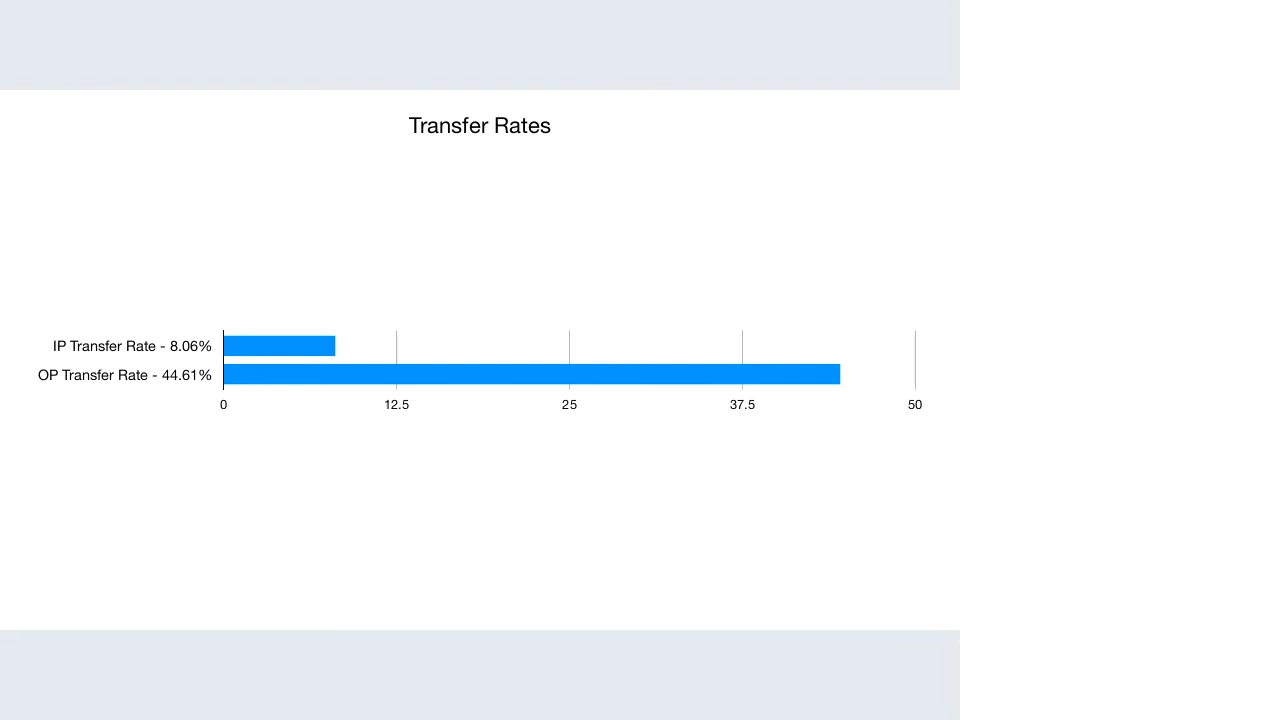 Transfer Rates
IP Transfer Rate - 8.06%
OP Transfer Rate - 44.61%
0 12.5 25 37.5 50